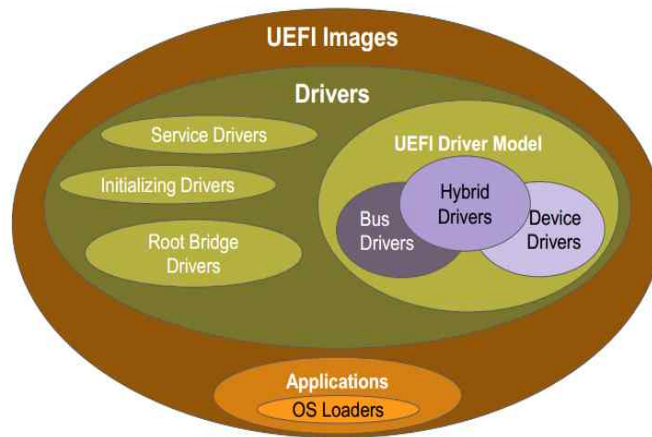 UEFI Images
Drivers
Service Drivers
Initializing Drivers
Root Bridge
Drivers
UEFI Driver Model
Bus
Drivers
Hybrid
Drivers
Device
Drivers
Applications
OS Loaders